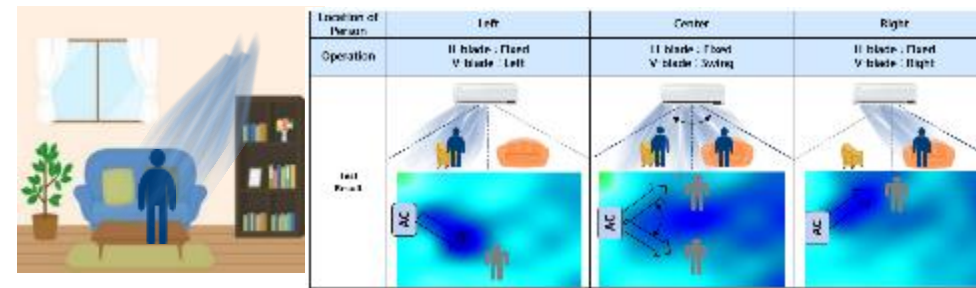 Location of
Person
Left
Center
Right
Operation
H blade : Fixed
V blade : Left
H blade : Fixed
V blade : Swing
H blade : Fixed
V blade : Right
Test
Result
AC
AC
AC